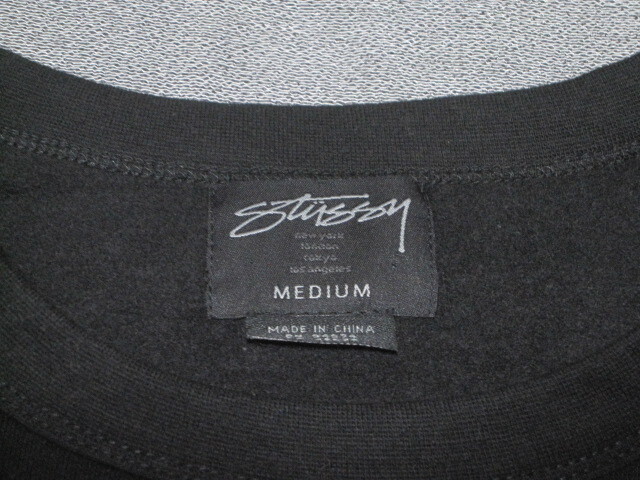 Stüssy
new york
london
tokyo
los angeles
MEDIUM
MADE IN CHINA